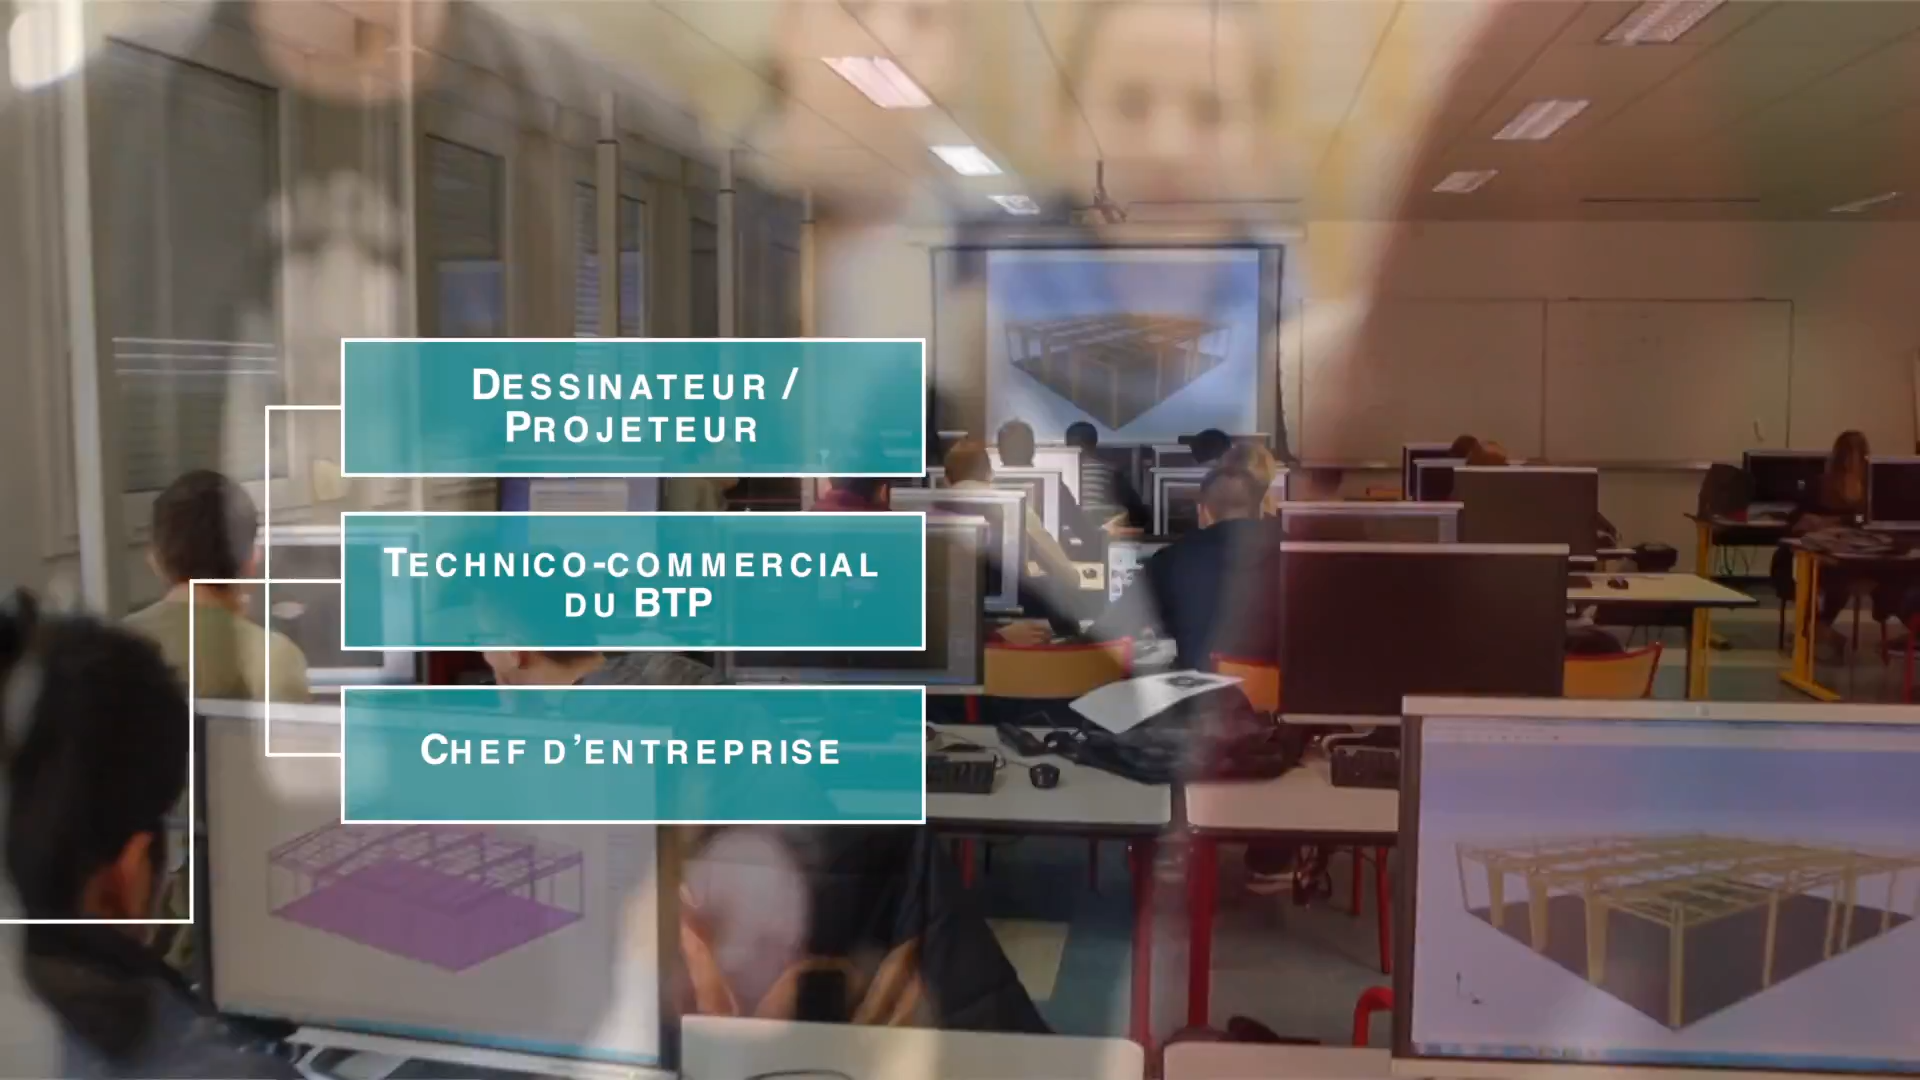 DESSINATEUR /
PROJETEUR
TECHNICO-COMMERCIAL
DU BTP
CHEF D'ENTREPRISE